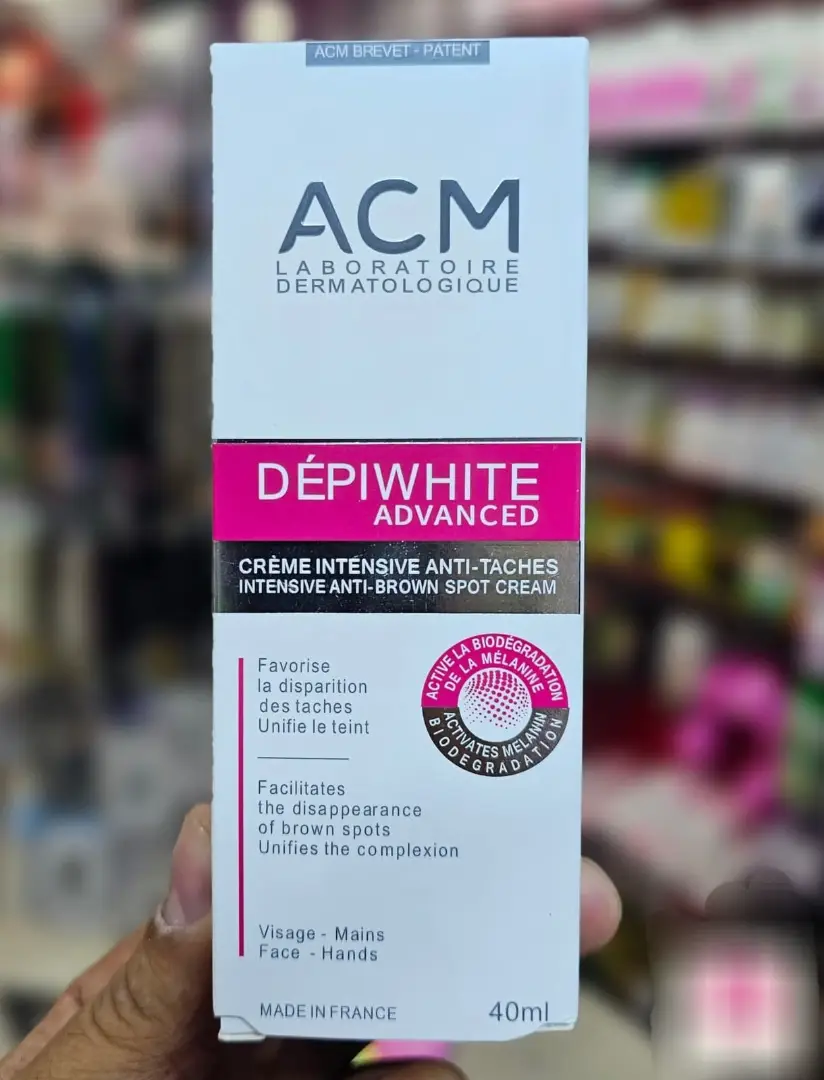 ACM BREVET - PATENT
ACM
LABORATOIRE
DERMATOLOGIQUE
DÉPIWHITE
ADVANCED
CRÈME INTENSIVE ANTI-TACHES
INTENSIVE ANTI-BROWN SPOT CREAM
ACTIVE LA BIODÉGRADATION
DE LA MÉLANINE
ACTIVATES MELANIN
BIODEGRADATION
Favorise
la disparition
des taches
Unifie le teint
Facilitates
the disappearance
of brown spots
Unifies the complexion
Visage - Mains
Face - Hands
MADE IN FRANCE
40ml